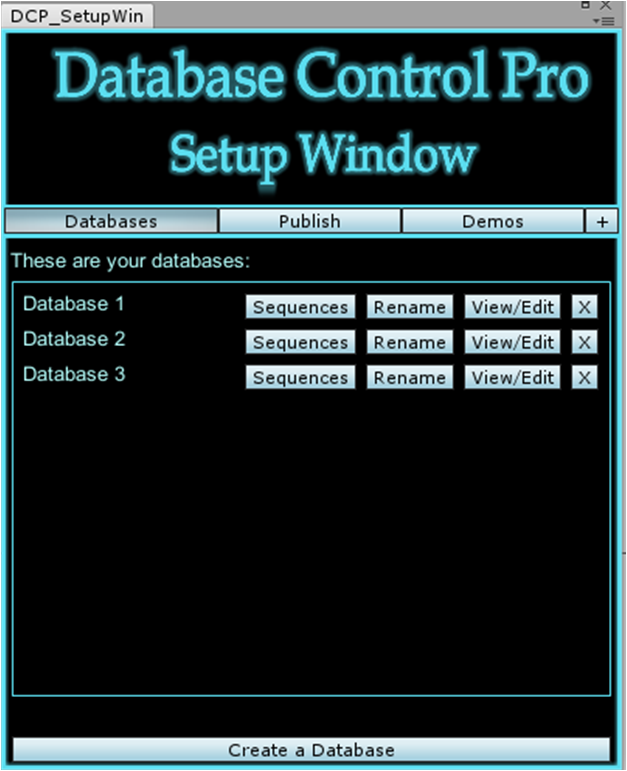 DCP_SetupWin
Database Control Pro
Setup Window
Databases Publish Demos +
These are your databases:
Database 1 Sequences Rename View/Edit X
Database 2 Sequences Rename View/Edit X
Database 3 Sequences Rename View/Edit X
Create a Database